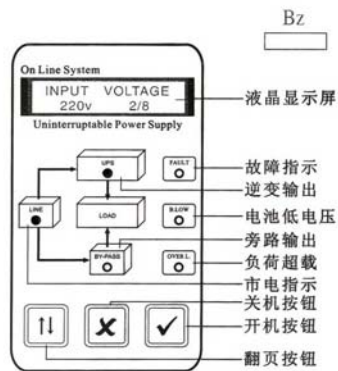 Bz
On Line System
INPUT VOLTAGE
220v 2/8
液晶显示屏
Uninterruptable Power Supply
UPS
FAULT
故障指示
逆变输出
LINE
LOAD
B.LOW
电池低电压
旁路输出
BY-PASS
OVER L.
负荷超载
市电指示
关机按钮
开机按钮
翻页按钮